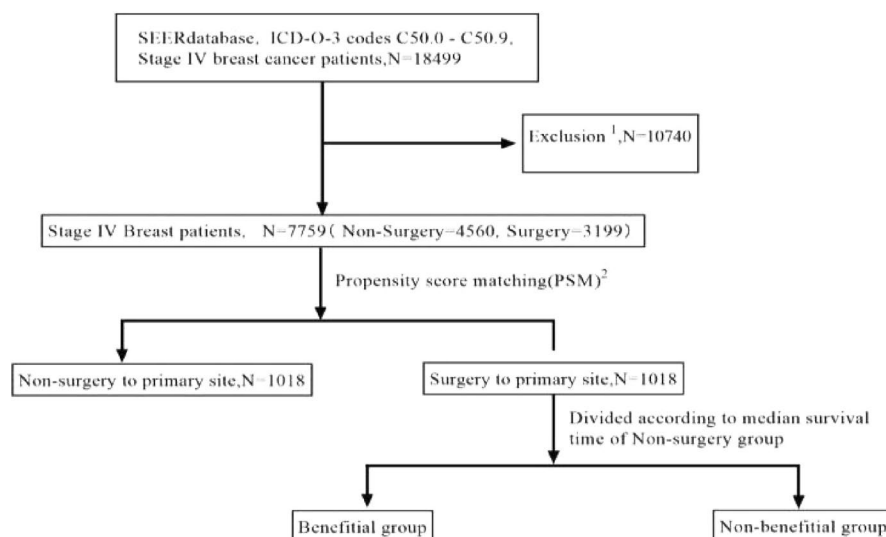 SEERdatabase, ICD-O-3 codes C50.0 - C50.9,
Stage IV breast cancer patients,N=18499
Exclusion ¹,N=10740
Stage IV Breast patients, N=7759( Non-Surgery=4560, Surgery=3199)
Propensity score matching(PSM)²
Non-surgery to primary site,N=1018
Surgery to primary site,N=1018
Divided according to median survival
time of Non-surgery group
Benefitial group
Non-benefitial group